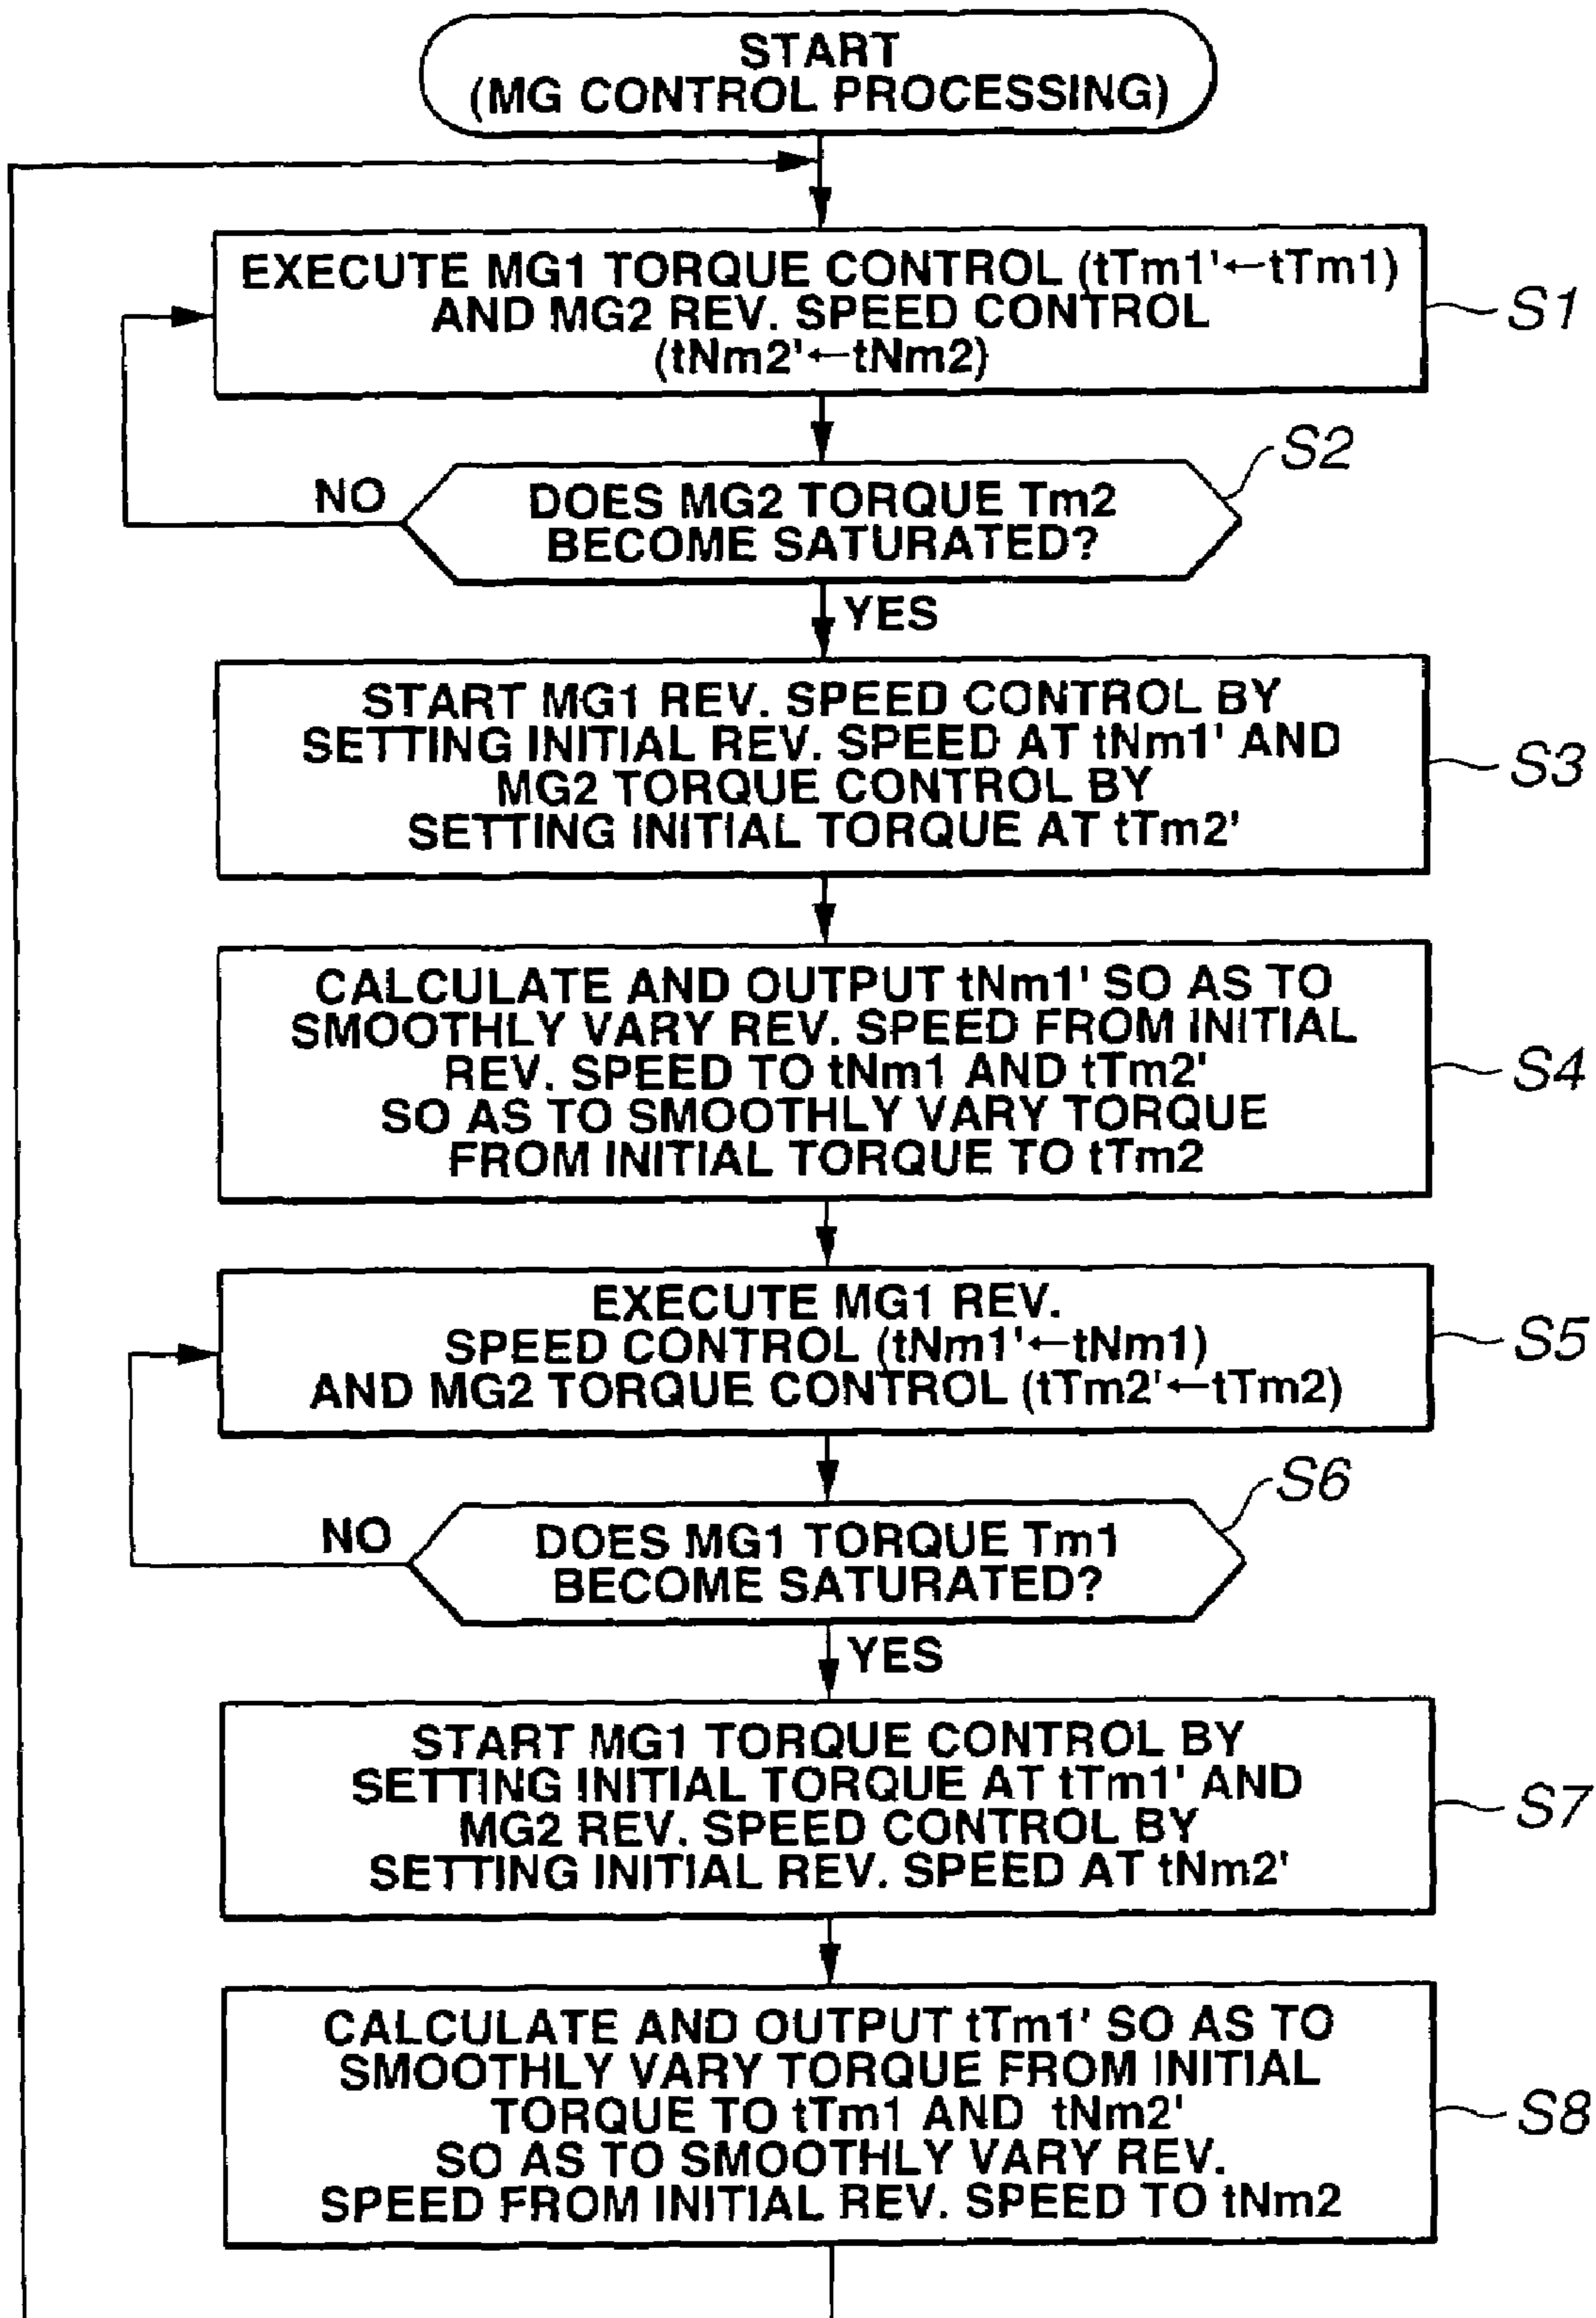 START
(MG CONTROL PROCESSING)
EXECUTE MG1 TORQUE CONTROL (tTm1'←tTm1)
AND MG2 REV. SPEED CONTROL
(tNm2'←tNm2)
S1
S2
NO
DOES MG2 TORQUE Tm2
BECOME SATURATED?
YES
START MG1 REV. SPEED CONTROL BY
SETTING INITIAL REV. SPEED AT tNm1' AND
MG2 TORQUE CONTROL BY
SETTING INITIAL TORQUE AT tTm2'
S3
CALCULATE AND OUTPUT tNm1' SO AS TO
SMOOTHLY VARY REV. SPEED FROM INITIAL
REV. SPEED TO tNm1 AND tTm2'
SO AS TO SMOOTHLY VARY TORQUE
FROM INITIAL TORQUE TO tTm2
S4
EXECUTE MG1 REV.
SPEED CONTROL (tNm1'←tNm1)
AND MG2 TORQUE CONTROL (tTm2'←tTm2)
S5
S6
NO
DOES MG1 TORQUE Tm1
BECOME SATURATED?
YES
START MG1 TORQUE CONTROL BY
SETTING INITIAL TORQUE AT tTm1' AND
MG2 REV. SPEED CONTROL BY
SETTING INITIAL REV. SPEED AT tNm2'
S7
CALCULATE AND OUTPUT tTm1' SO AS TO
SMOOTHLY VARY TORQUE FROM INITIAL
TORQUE TO tTm1 AND tNm2'
SO AS TO SMOOTHLY VARY REV.
SPEED FROM INITIAL REV. SPEED TO tNm2
S8